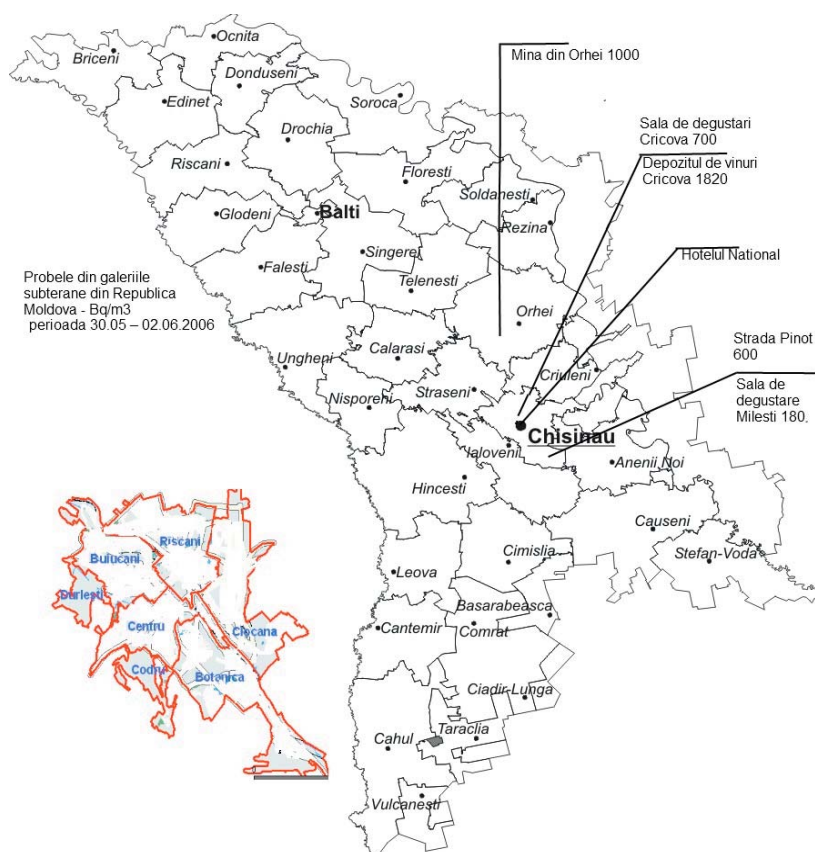 Ocnita
Briceni
Mina din Orhei 1000
Donduseni
Edinet
Soroca
Drochia
Sala de degustari
Cricova 700
Depozitul de vinuri
Cricova 1820
Riscani
Floresti
Soldanesti
Glodeni
Balti
Rezina
Singerei
Hotelul National
Falesti
Telenesti
Probele din galeriile
subterane din Republica
Moldova - Bq/m3
perioada 30.05 – 02.06.2006
Orhei
Strada Pinot
600
Ungheni
Calarasi
Criuleni
Sala de
degustare
Milesti 180,
Nisporeni
Straseni
Chisinau
Ialoveni
Anenii Noi
Hincesti
Causeni
Stefan-Voda
Cimislia
Leova
Basarabeasca
Cantemir
Comrat
Ciadir-Lunga
Taraclia
Cahul
Vulcanesti
Riscani
Buiucani
Durlesti
Centru
Ciocana
Codru
Botanica